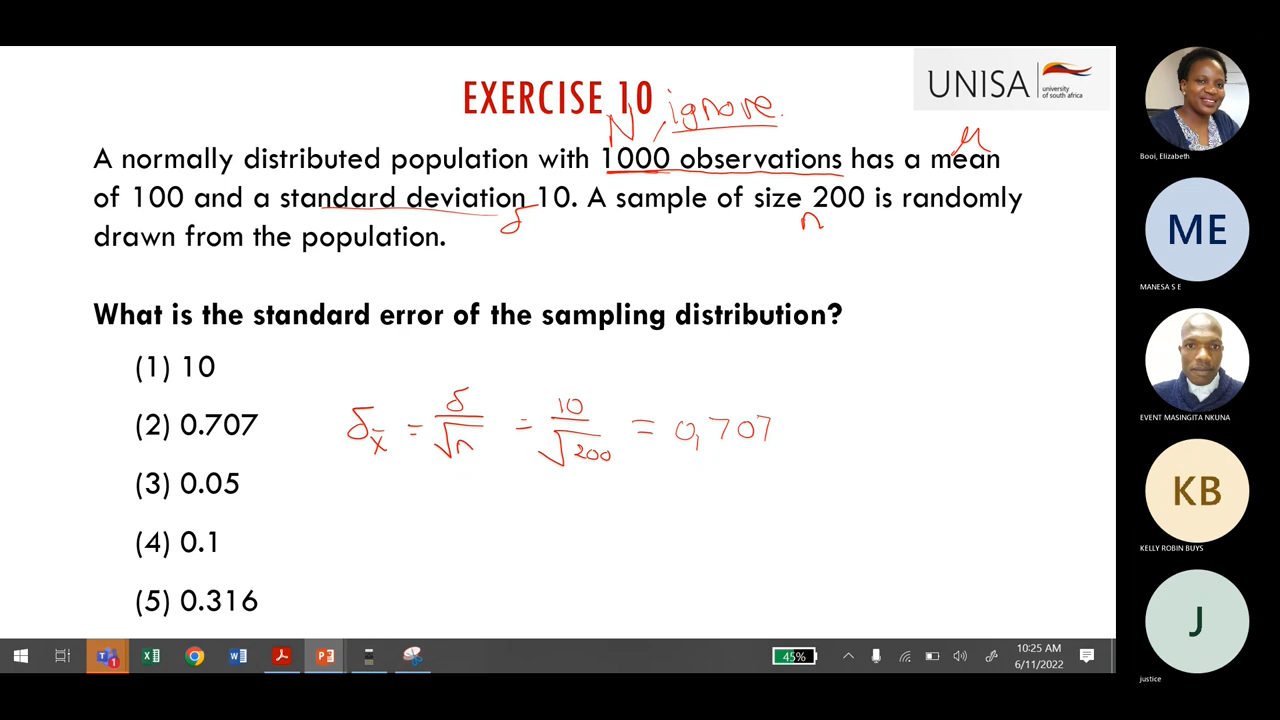 EXERCISE 10
N, ignore.
UNISA
university
of south africa
μ
A normally distributed population with 1000 observations has a mean
of 100 and a standard deviation 10. A sample of size 200 is randomly
δ
n
drawn from the population.
What is the standard error of the sampling distribution?
(1) 10
(2) 0.707
δx̄ = δ/√n = 10/√200 = 0,707
(3) 0.05
(4) 0.1
(5) 0.316
Booi, Elizabeth
ME
MANESA S E
EVENT MASINGITA NKUNA
KB
KELLY ROBIN BUYS
J
justice
1
45%
10:25 AM
6/11/2022